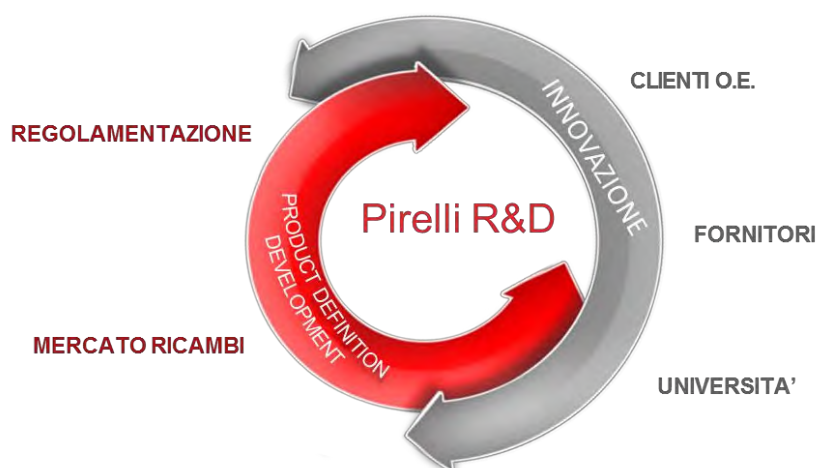 CLIENTI O.E.
REGOLAMENTAZIONE
INNOVAZIONE
Pirelli R&D
FORNITORI
PRODUCT DEFINITION
DEVELOPMENT
MERCATO RICAMBI
UNIVERSITA’